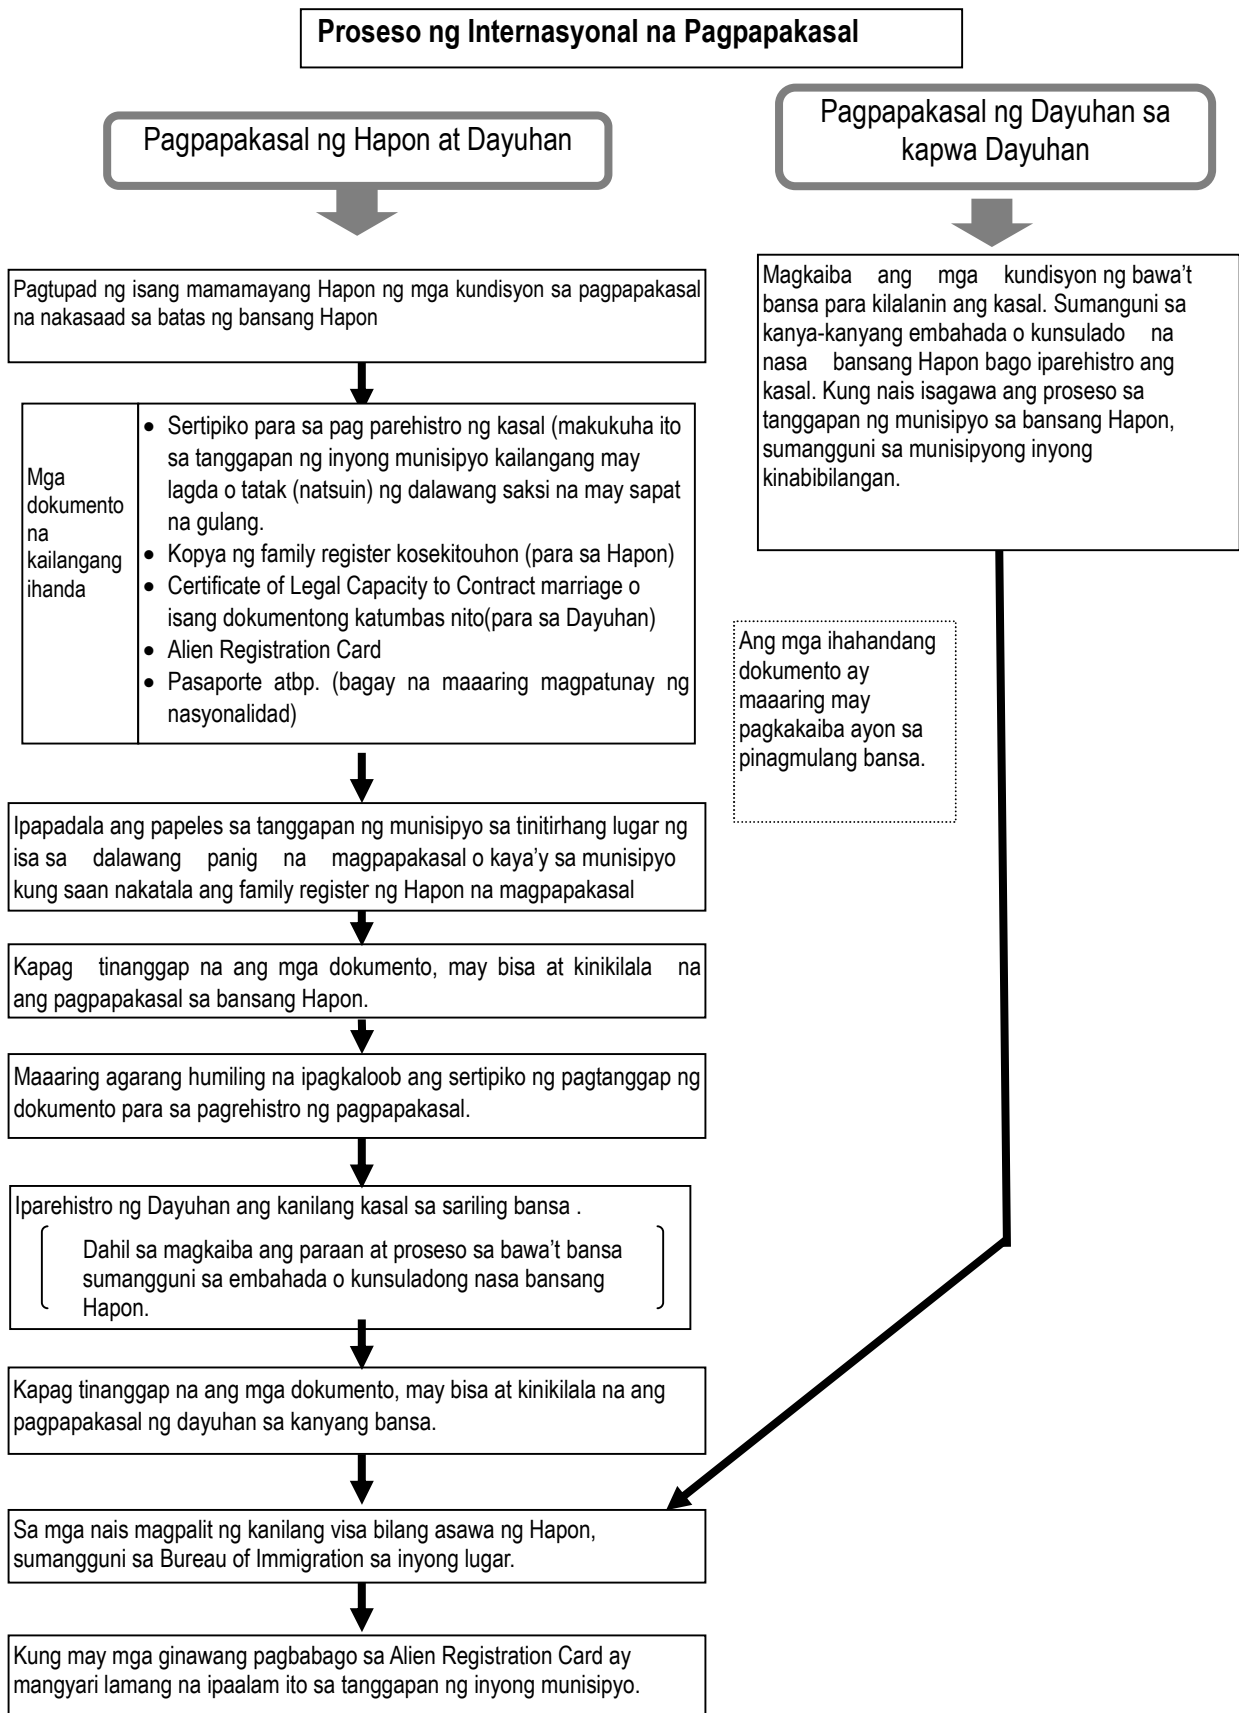 Proseso ng Internasyonal na Pagpapakasal
Pagpapakasal ng Hapon at Dayuhan
Pagtupad ng isang mamamayang Hapon ng mga kundisyon sa pagpapakasal
na nakasaad sa batas ng bansang Hapon
Mga
dokumento
na
kailangang
ihanda
• Sertipiko para sa pag parehistro ng kasal (makukuha ito
sa tanggapan ng inyong munisipyo kailangang may
lagda o tatak (natsuin) ng dalawang saksi na may sapat
na gulang.
• Kopya ng family register kosekitouhon (para sa Hapon)
• Certificate of Legal Capacity to Contract marriage o
isang dokumentong katumbas nito(para sa Dayuhan)
• Alien Registration Card
• Pasaporte atbp. (bagay na maaaring magpatunay ng
nasyonalidad)
Ipapadala ang papeles sa tanggapan ng munisipyo sa tinitirhang lugar ng
isa sa dalawang panig na magpapakasal o kaya'y sa munisipyo
kung saan nakatala ang family register ng Hapon na magpapakasal
Kapag tinanggap na ang mga dokumento, may bisa at kinikilala na
ang pagpapakasal sa bansang Hapon.
Maaaring agarang humiling na ipagkaloob ang sertipiko ng pagtanggap ng
dokumento para sa pagrehistro ng pagpapakasal.
Iparehistro ng Dayuhan ang kanilang kasal sa sariling bansa .
Dahil sa magkaiba ang paraan at proseso sa bawa't bansa
sumangguni sa embahada o kunsuladong nasa bansang
Hapon.
Kapag tinanggap na ang mga dokumento, may bisa at kinikilala na ang
pagpapakasal ng dayuhan sa kanyang bansa.
Sa mga nais magpalit ng kanilang visa bilang asawa ng Hapon,
sumangguni sa Bureau of Immigration sa inyong lugar.
Kung may mga ginawang pagbabago sa Alien Registration Card ay
mangyari lamang na ipaalam ito sa tanggapan ng inyong munisipyo.
Pagpapakasal ng Dayuhan sa
kapwa Dayuhan
Magkaiba ang mga kundisyon ng bawa't
bansa para kilalanin ang kasal. Sumanguni sa
kanya-kanyang embahada o kunsulado na
nasa bansang Hapon bago iparehistro ang
kasal. Kung nais isagawa ang proseso sa
tanggapan ng munisipyo sa bansang Hapon,
sumangguni sa munisipyong inyong
kinabibilangan.
Ang mga ihahandang
dokumento ay
maaaring may
pagkakaiba ayon sa
pinagmulang bansa.